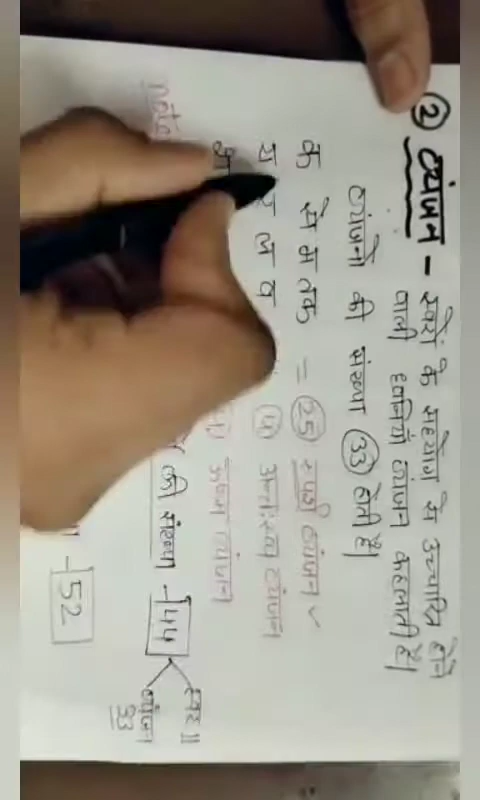 ② व्यंजन - स्वरों के सहयोग से उच्चारित होने
वाली ध्वनियाँ व्यंजन कहलाती है।
व्यंजनों की संख्या 33 होती है।
क से म तक = 25 स्पर्श व्यंजन ✓
य र ल व 4 अन्तःस्थ व्यंजन
ऊष्म व्यंजन
note
की संख्या - 44 स्वर 11
व्यंजन 33
- 52